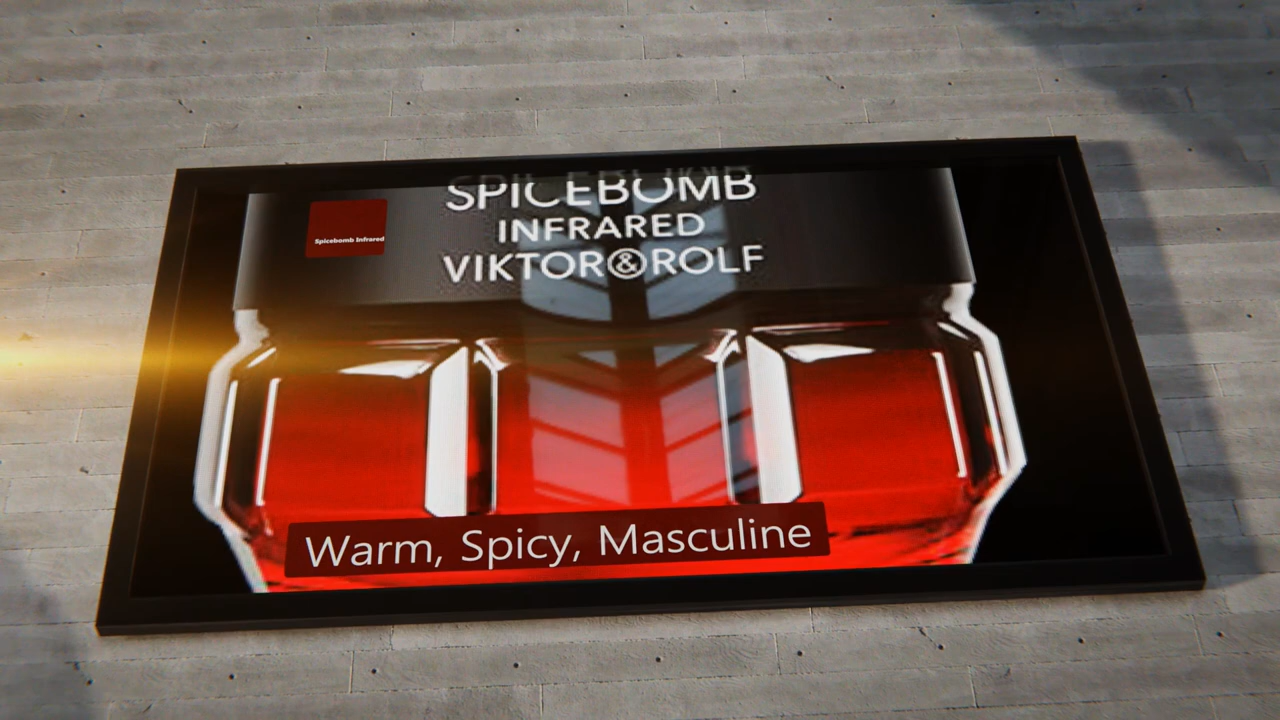 SPICEBOMB
INFRARED
VIKTOR&ROLF
Spicebomb Infrared
Warm, Spicy, Masculine